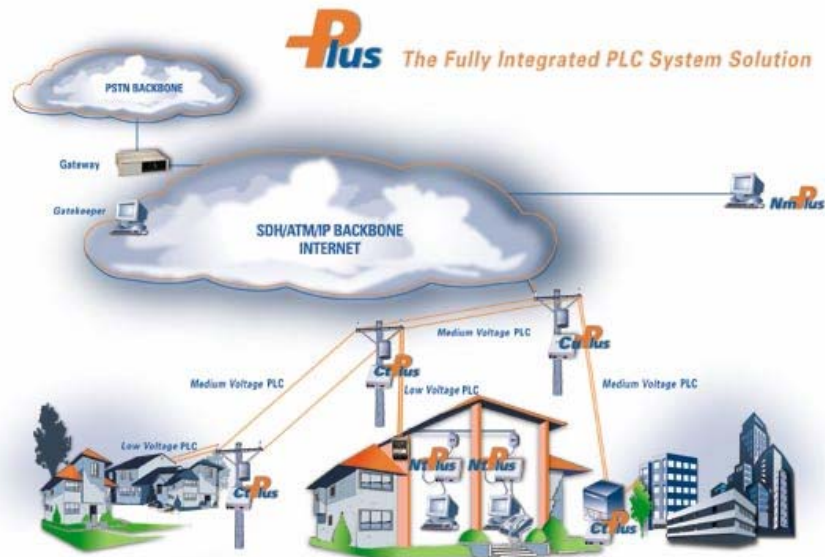 Plus The Fully Integrated PLC System Solution
PSTN BACKBONE
Gateway
Gatekeeper
SDH/ATM/IP BACKBONE
INTERNET
NmPlus
Medium Voltage PLC
CuPlus
CtPlus
Medium Voltage PLC
Low Voltage PLC
Medium Voltage PLC
Low Voltage PLC
CtPlus
NtPlus
NtPlus
CtPlus